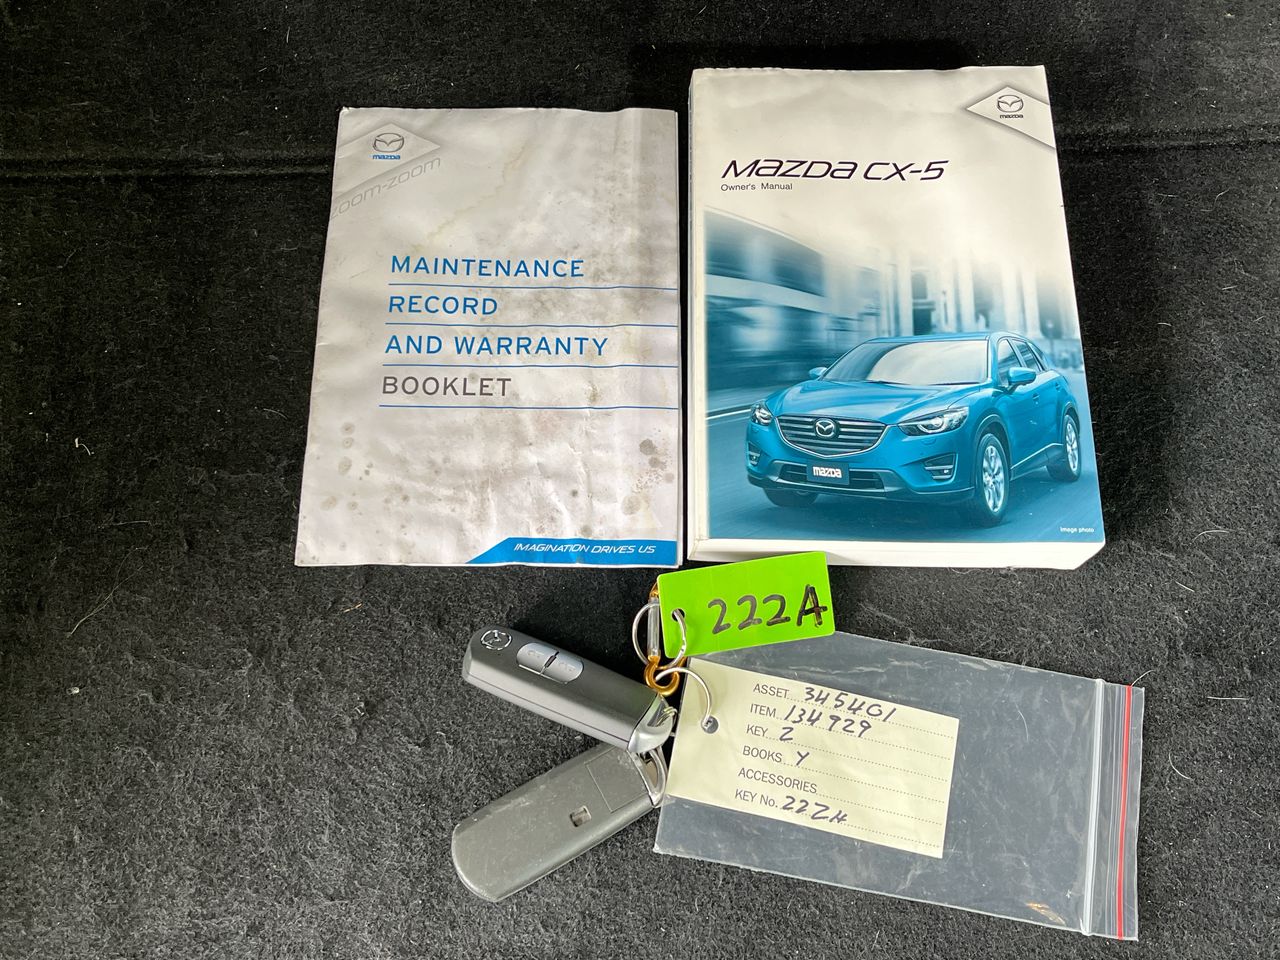 mazda
zoom-zoom
MAINTENANCE
RECORD
AND WARRANTY
BOOKLET
IMAGINATION DRIVES US
mazda
mazda CX-5
Owner's Manual
mazda
Image photo
222A
ASSET 345401
ITEM 134929
KEY 2
BOOKS Y
ACCESSORIES
KEY No. 222A